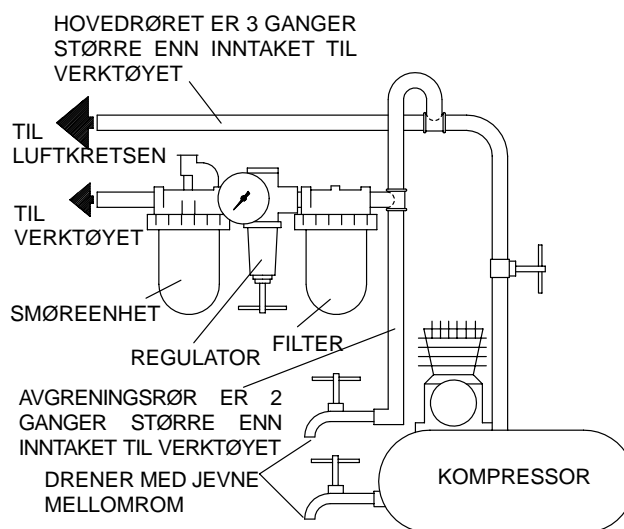 HOVEDRØRET ER 3 GANGER
STØRRE ENN INNTAKET TIL
VERKTØYET
TIL
LUFTKRETSEN
TIL
VERKTØYET
SMØREENHET
REGULATOR
FILTER
AVGRENINGSRØR ER 2
GANGER STØRRE ENN
INNTAKET TIL VERKTØYET
DRENER MED JEVNE
MELLOMROM
KOMPRESSOR